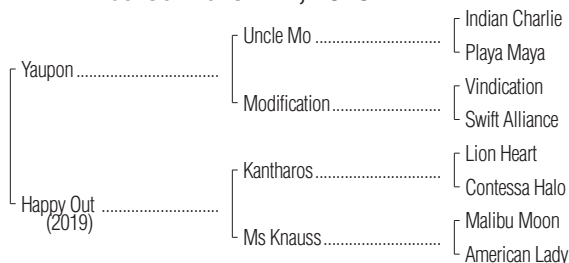 Yaupon
Uncle Mo
Indian Charlie
Playa Maya
Modification
Vindication
Swift Alliance
Happy Out
(2019)
Kantharos
Lion Heart
Contessa Halo
Ms Knauss
Malibu Moon
American Lady